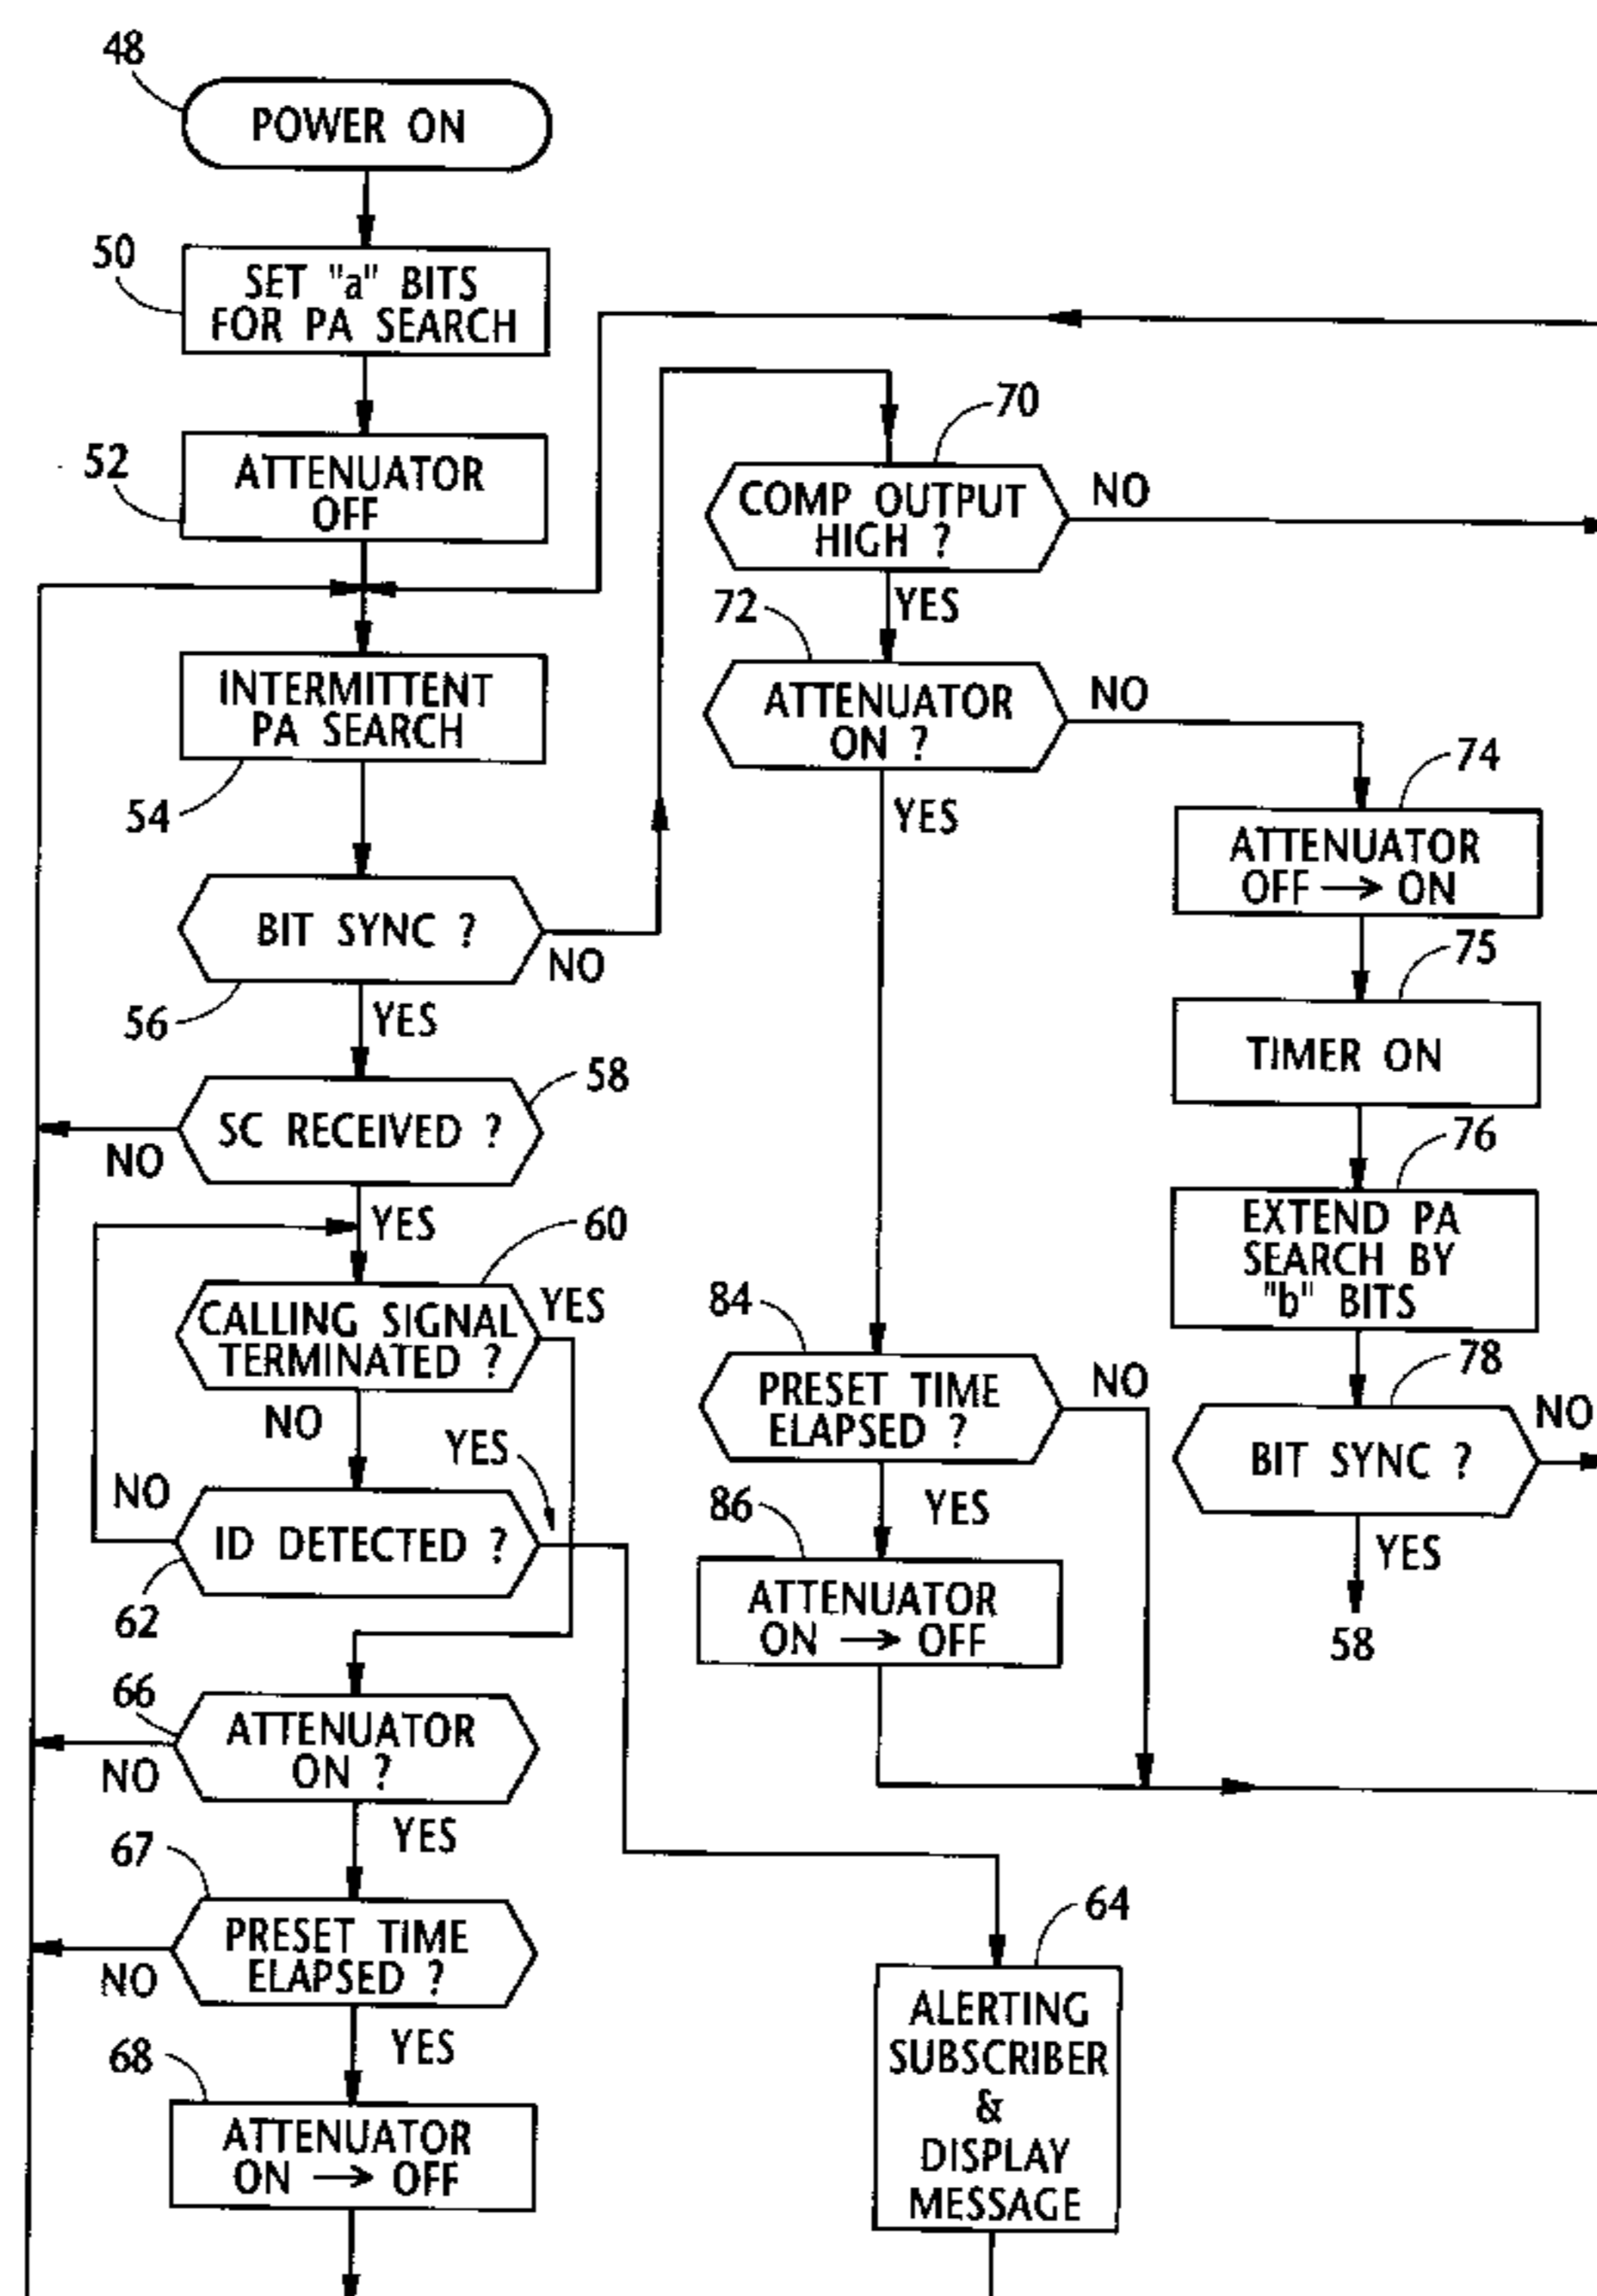 48
POWER ON
50
SET "a" BITS
FOR PA SEARCH
52
ATTENUATOR
OFF
INTERMITTENT
PA SEARCH
54
BIT SYNC ?
NO
56
YES
58
SC RECEIVED ?
NO
YES
60
CALLING SIGNAL
TERMINATED ?
YES
NO
YES
NO
ID DETECTED ?
62
66
ATTENUATOR
ON ?
NO
YES
67
PRESET TIME
ELAPSED ?
NO
YES
68
ATTENUATOR
ON → OFF
70
COMP OUTPUT
HIGH ?
NO
YES
72
ATTENUATOR
ON ?
NO
YES
84
PRESET TIME
ELAPSED ?
NO
YES
86
ATTENUATOR
ON → OFF
64
ALERTING
SUBSCRIBER
&
DISPLAY
MESSAGE
74
ATTENUATOR
OFF → ON
75
TIMER ON
76
EXTEND PA
SEARCH BY
"b" BITS
78
BIT SYNC ?
NO
YES
58